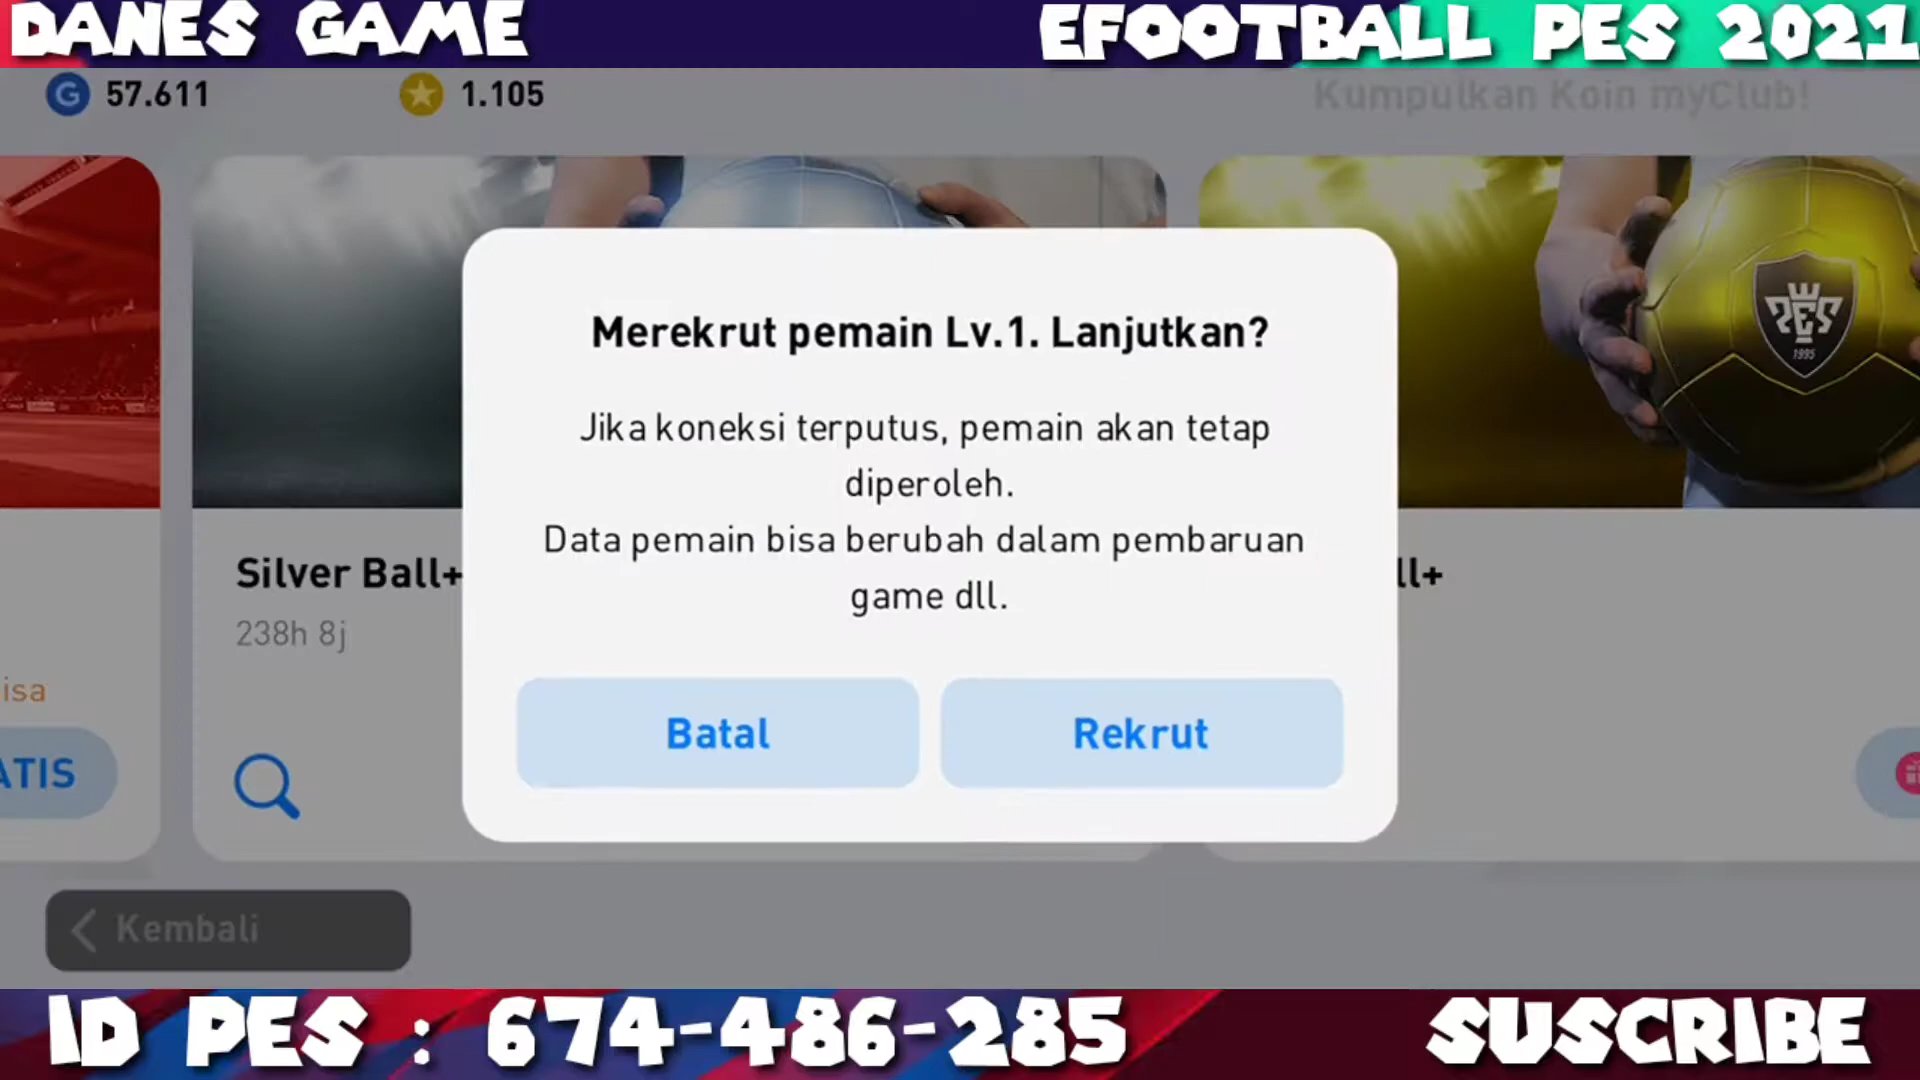 DANES GAME
EFOOTBALL PES 2021
G 57.611
1.105
Kumpulkan Koin myClub!
PES
1995
Merekrut pemain Lv.1. Lanjutkan?
Jika koneksi terputus, pemain akan tetap
diperoleh.
Data pemain bisa berubah dalam pembaruan
game dll.
Silver Ball+
ll+
238h 8j
isa
ATIS
Batal
Rekrut
Kembali
ID PES : 674-486-285
SUSCRIBE